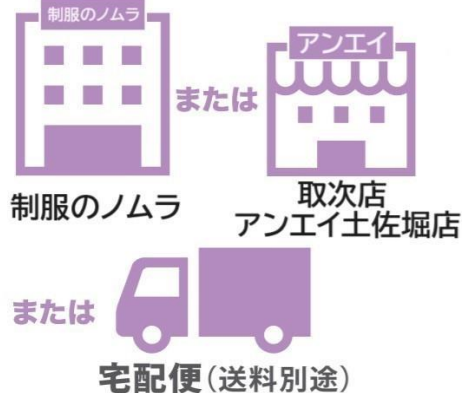 制服のノムラ
アンエイ
または
制服のノムラ
取次店
アンエイ土佐堀店
または
宅配便(送料別途)